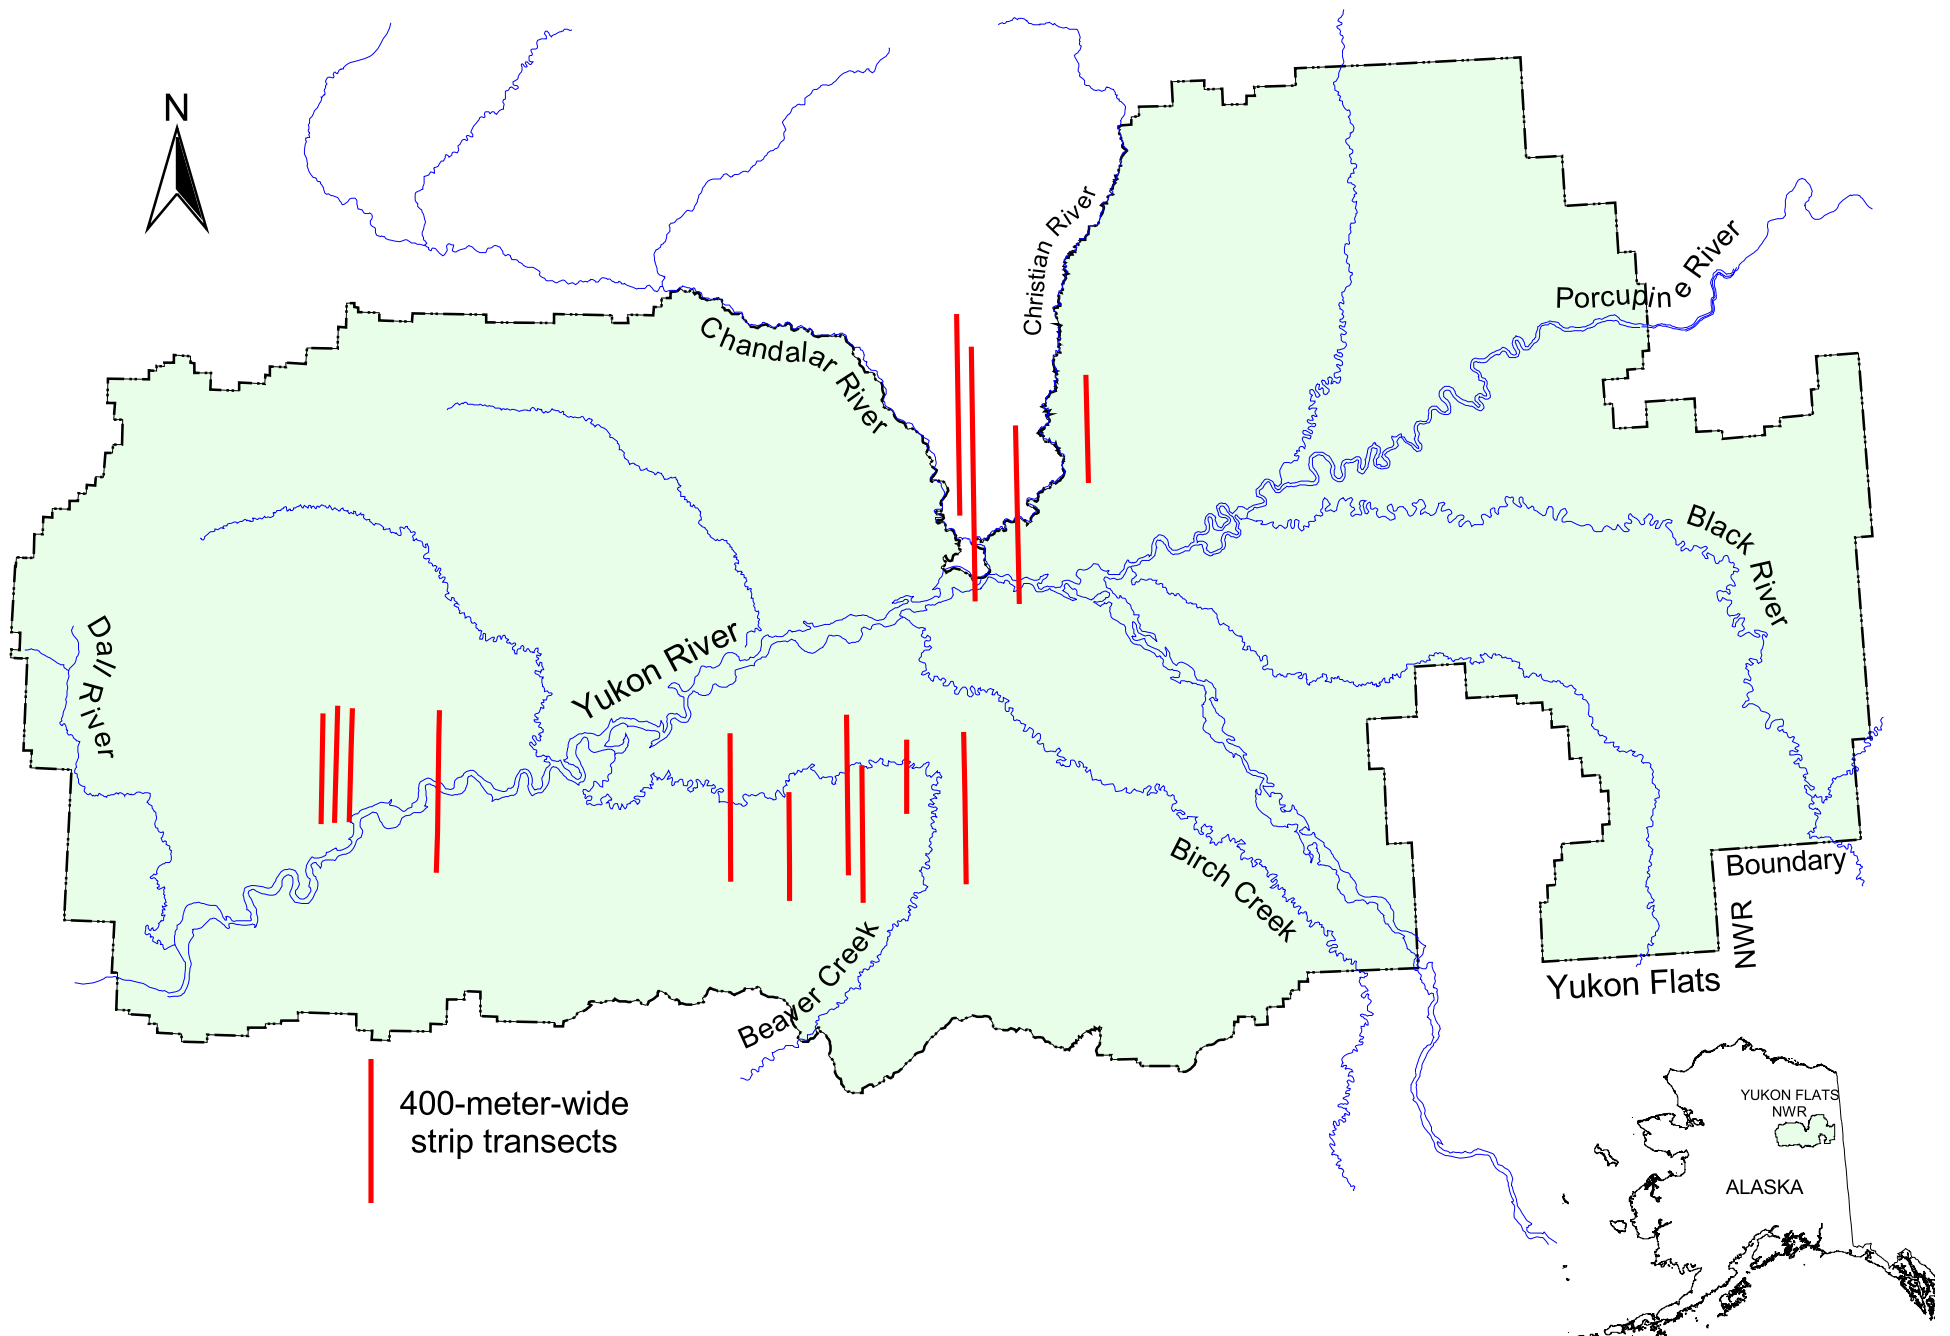 N
Christian River
Porcupine River
Chandalar River
Black River
Dall River
Yukon River
Birch Creek
Boundary
NWR
Beaver Creek
Yukon Flats
400-meter-wide
strip transects
YUKON FLATS
NWR
ALASKA